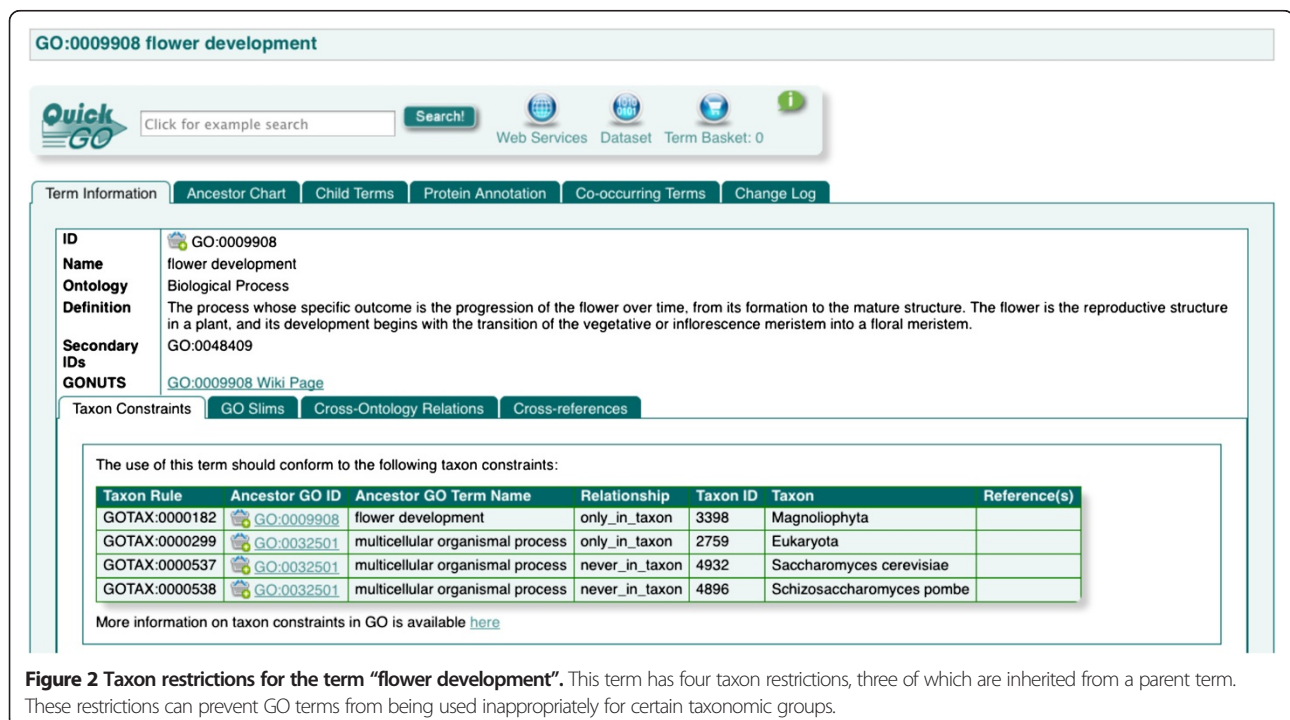 GO:0009908 flower development
Quick GO
Click for example search
Search!
Web Services Dataset Term Basket: 0
Term Information Ancestor Chart Child Terms Protein Annotation Co-occurring Terms Change Log
ID GO:0009908
Name flower development
Ontology Biological Process
Definition The process whose specific outcome is the progression of the flower over time, from its formation to the mature structure. The flower is the reproductive structure
in a plant, and its development begins with the transition of the vegetative or inflorescence meristem into a floral meristem.
Secondary GO:0048409
IDs
GONUTS GO:0009908 Wiki Page
Taxon Constraints GO Slims Cross-Ontology Relations Cross-references
The use of this term should conform to the following taxon constraints:
Taxon Rule Ancestor GO ID Ancestor GO Term Name Relationship Taxon ID Taxon Reference(s)
GOTAX:0000182 GO:0009908 flower development only_in_taxon 3398 Magnoliophyta
GOTAX:0000299 GO:0032501 multicellular organismal process only_in_taxon 2759 Eukaryota
GOTAX:0000537 GO:0032501 multicellular organismal process never_in_taxon 4932 Saccharomyces cerevisiae
GOTAX:0000538 GO:0032501 multicellular organismal process never_in_taxon 4896 Schizosaccharomyces pombe
More information on taxon constraints in GO is available here
Figure 2 Taxon restrictions for the term “flower development”. This term has four taxon restrictions, three of which are inherited from a parent term.
These restrictions can prevent GO terms from being used inappropriately for certain taxonomic groups.